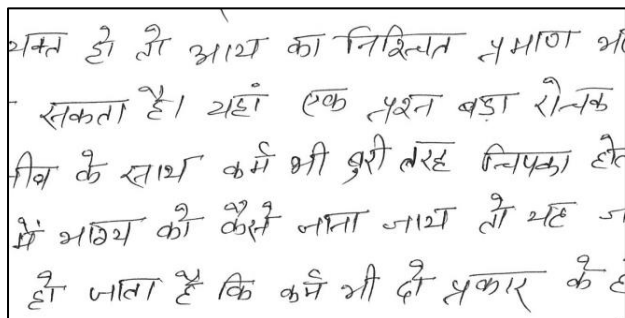 व्यक्त हो तो आय का निश्चित प्रमाण
सकता है। यहां एक प्रश्न बड़ा रोचक
जीव के साथ कर्म भी बुरी तरह चिपका
में भाग्य को कैसे जाना जाय तो यह
हो जाता है कि कर्म भी दो प्रकार के